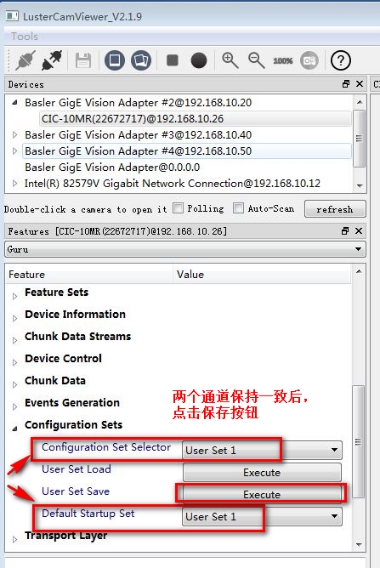 LusterCamViewer_V2.1.9
Tools
100%
Devices
Basler GigE Vision Adapter #2@192.168.10.20
CIC-10MR(22672717)@192.168.10.26
Basler GigE Vision Adapter #3@192.168.10.40
Basler GigE Vision Adapter #4@192.168.10.50
Basler GigE Vision Adapter@0.0.0.0
Intel(R) 82579V Gigabit Network Connection@192.168.10.12
Double-click a camera to open it Polling Auto-Scan refresh
Features [CIC-10MR(22672717)@192.168.10.26]
Guru
Feature Value
Feature Sets
Device Information
Chunk Data Streams
Device Control
Chunk Data
Events Generation
两个通道保持一致后，
点击保存按钮
Configuration Sets
Configuration Set Selector User Set 1
User Set Load Execute
User Set Save Execute
Default Startup Set User Set 1
Transport Layer